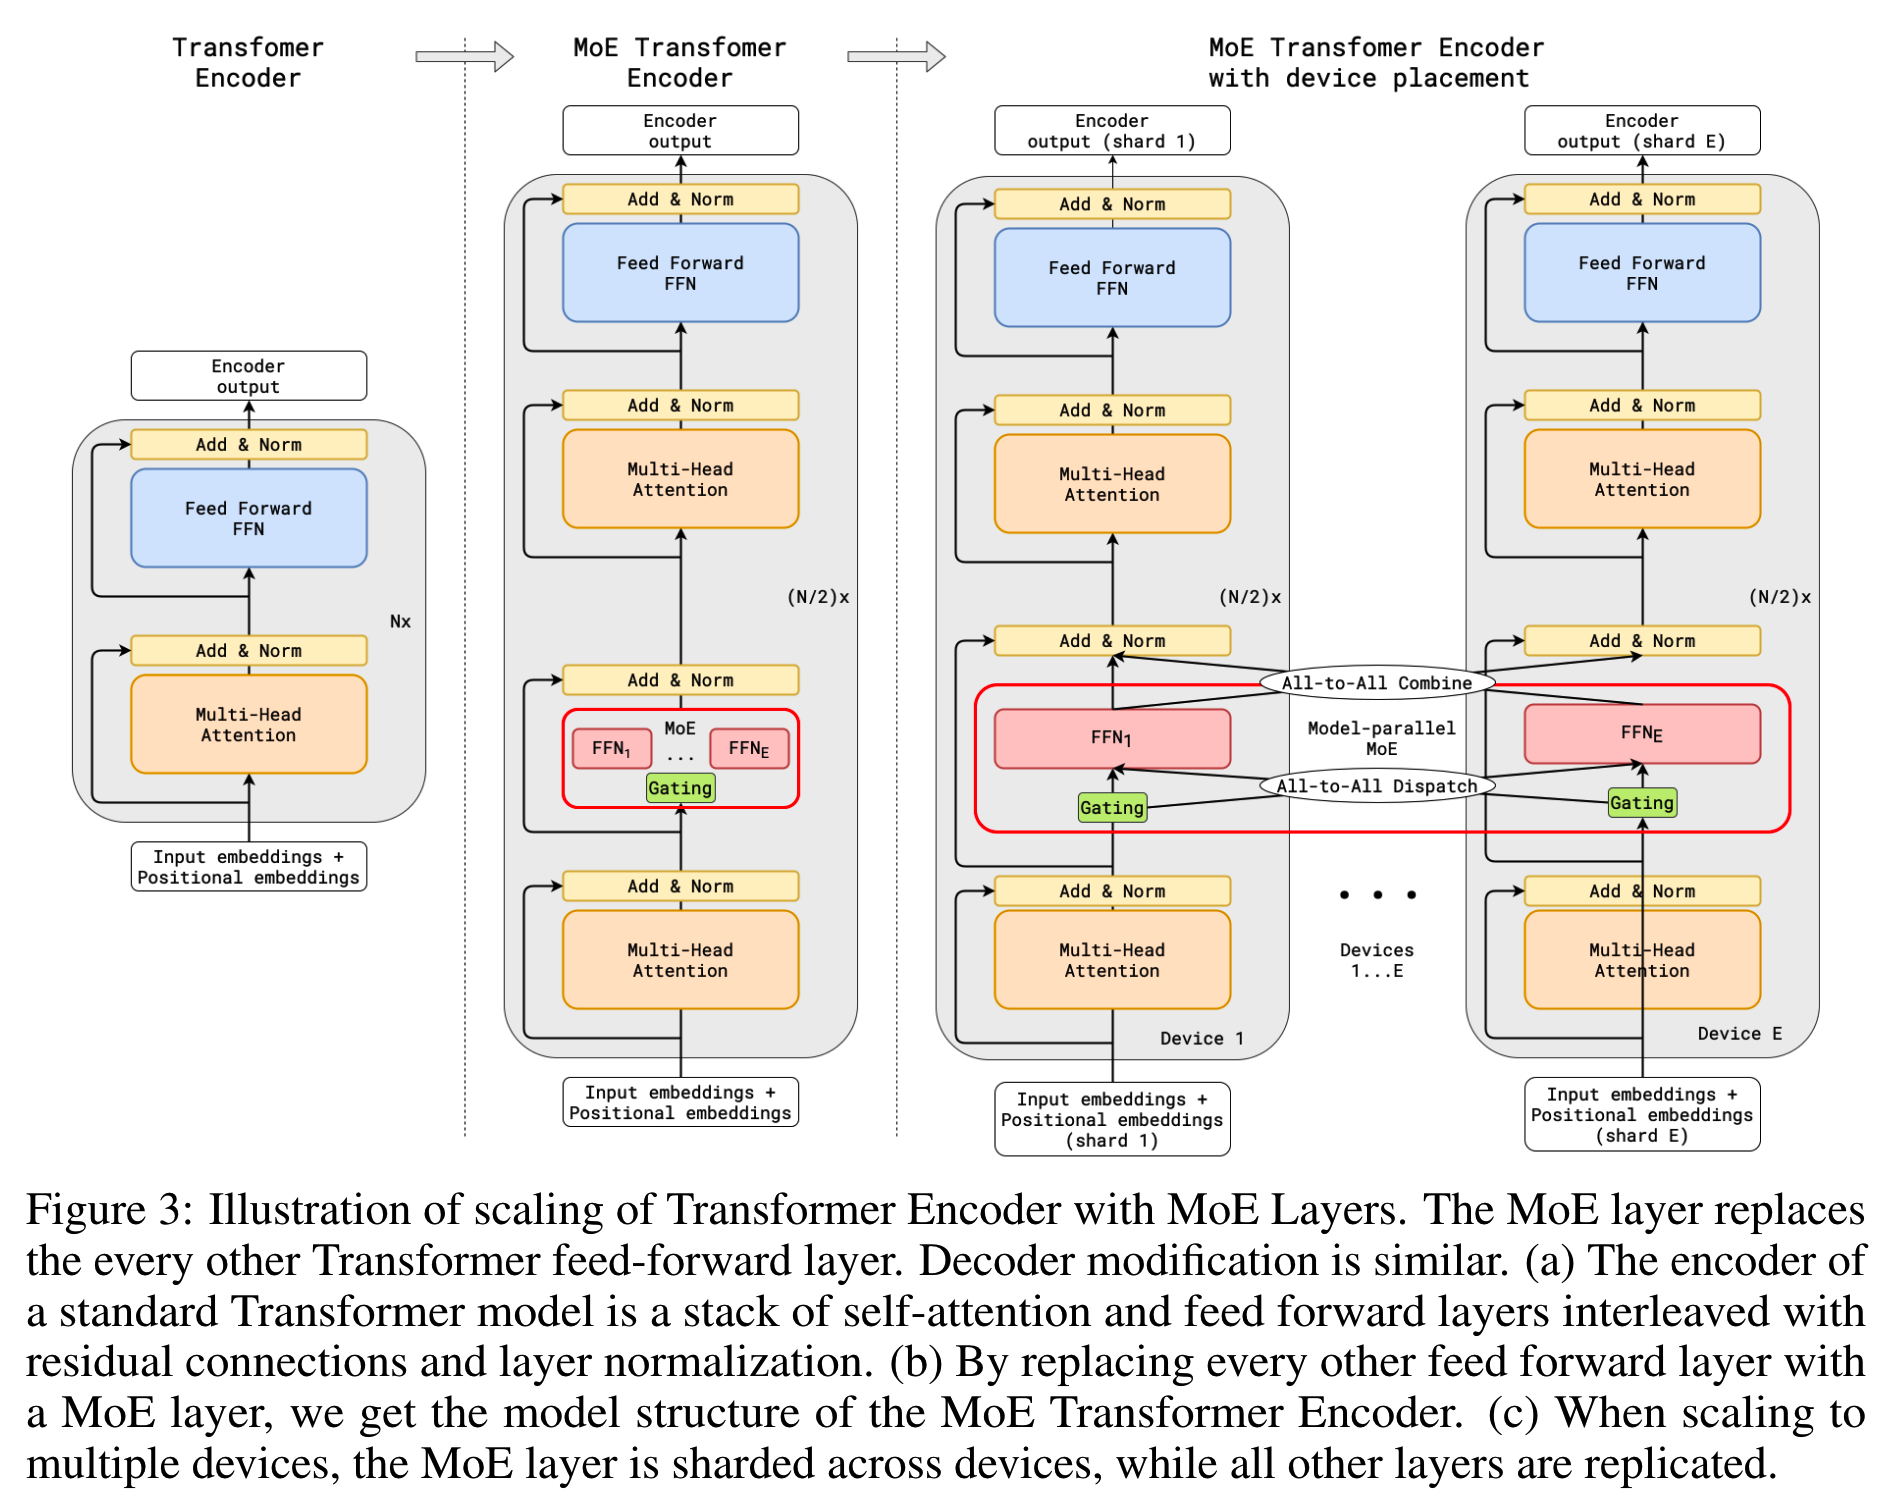 Transfomer
Encoder
MoE Transfomer
Encoder
MoE Transfomer Encoder
with device placement
Encoder
output
Add & Norm
Feed Forward
FFN
Nx
Add & Norm
Multi-Head
Attention
Input embeddings +
Positional embeddings
Encoder
output
Add & Norm
Feed Forward
FFN
Add & Norm
Multi-Head
Attention
(N/2)x
Add & Norm
MoE
FFN1 ... FFNE
Gating
Add & Norm
Multi-Head
Attention
Input embeddings +
Positional embeddings
Encoder
output (shard 1)
Add & Norm
Feed Forward
FFN
Add & Norm
Multi-Head
Attention
(N/2)x
Add & Norm
FFN1
Gating
Add & Norm
Multi-Head
Attention
Device 1
Input embeddings +
Positional embeddings
(shard 1)
All-to-All Combine
Model-parallel
MoE
All-to-All Dispatch
• • •
Devices
1...E
Encoder
output (shard E)
Add & Norm
Feed Forward
FFN
Add & Norm
Multi-Head
Attention
(N/2)x
Add & Norm
FFNE
Gating
Add & Norm
Multi-Head
Attention
Device E
Input embeddings +
Positional embeddings
(shard E)
Figure 3: Illustration of scaling of Transformer Encoder with MoE Layers. The MoE layer replaces
the every other Transformer feed-forward layer. Decoder modification is similar. (a) The encoder of
a standard Transformer model is a stack of self-attention and feed forward layers interleaved with
residual connections and layer normalization. (b) By replacing every other feed forward layer with
a MoE layer, we get the model structure of the MoE Transformer Encoder. (c) When scaling to
multiple devices, the MoE layer is sharded across devices, while all other layers are replicated.